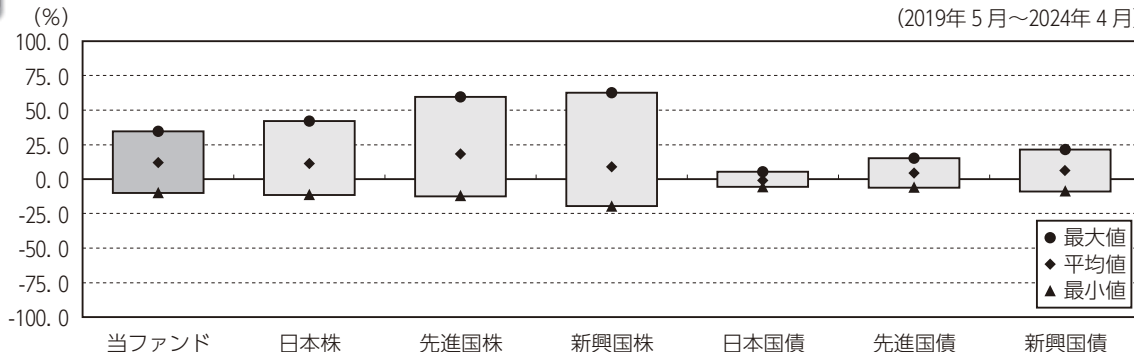 (%)
(2019年5月～2024年4月)
100.0
75.0
50.0
25.0
0.0
-25.0
-50.0
-75.0
-100.0
● 最大値
◆ 平均値
▲ 最小値
当ファンド 日本株 先進国株 新興国株 日本国債 先進国債 新興国債